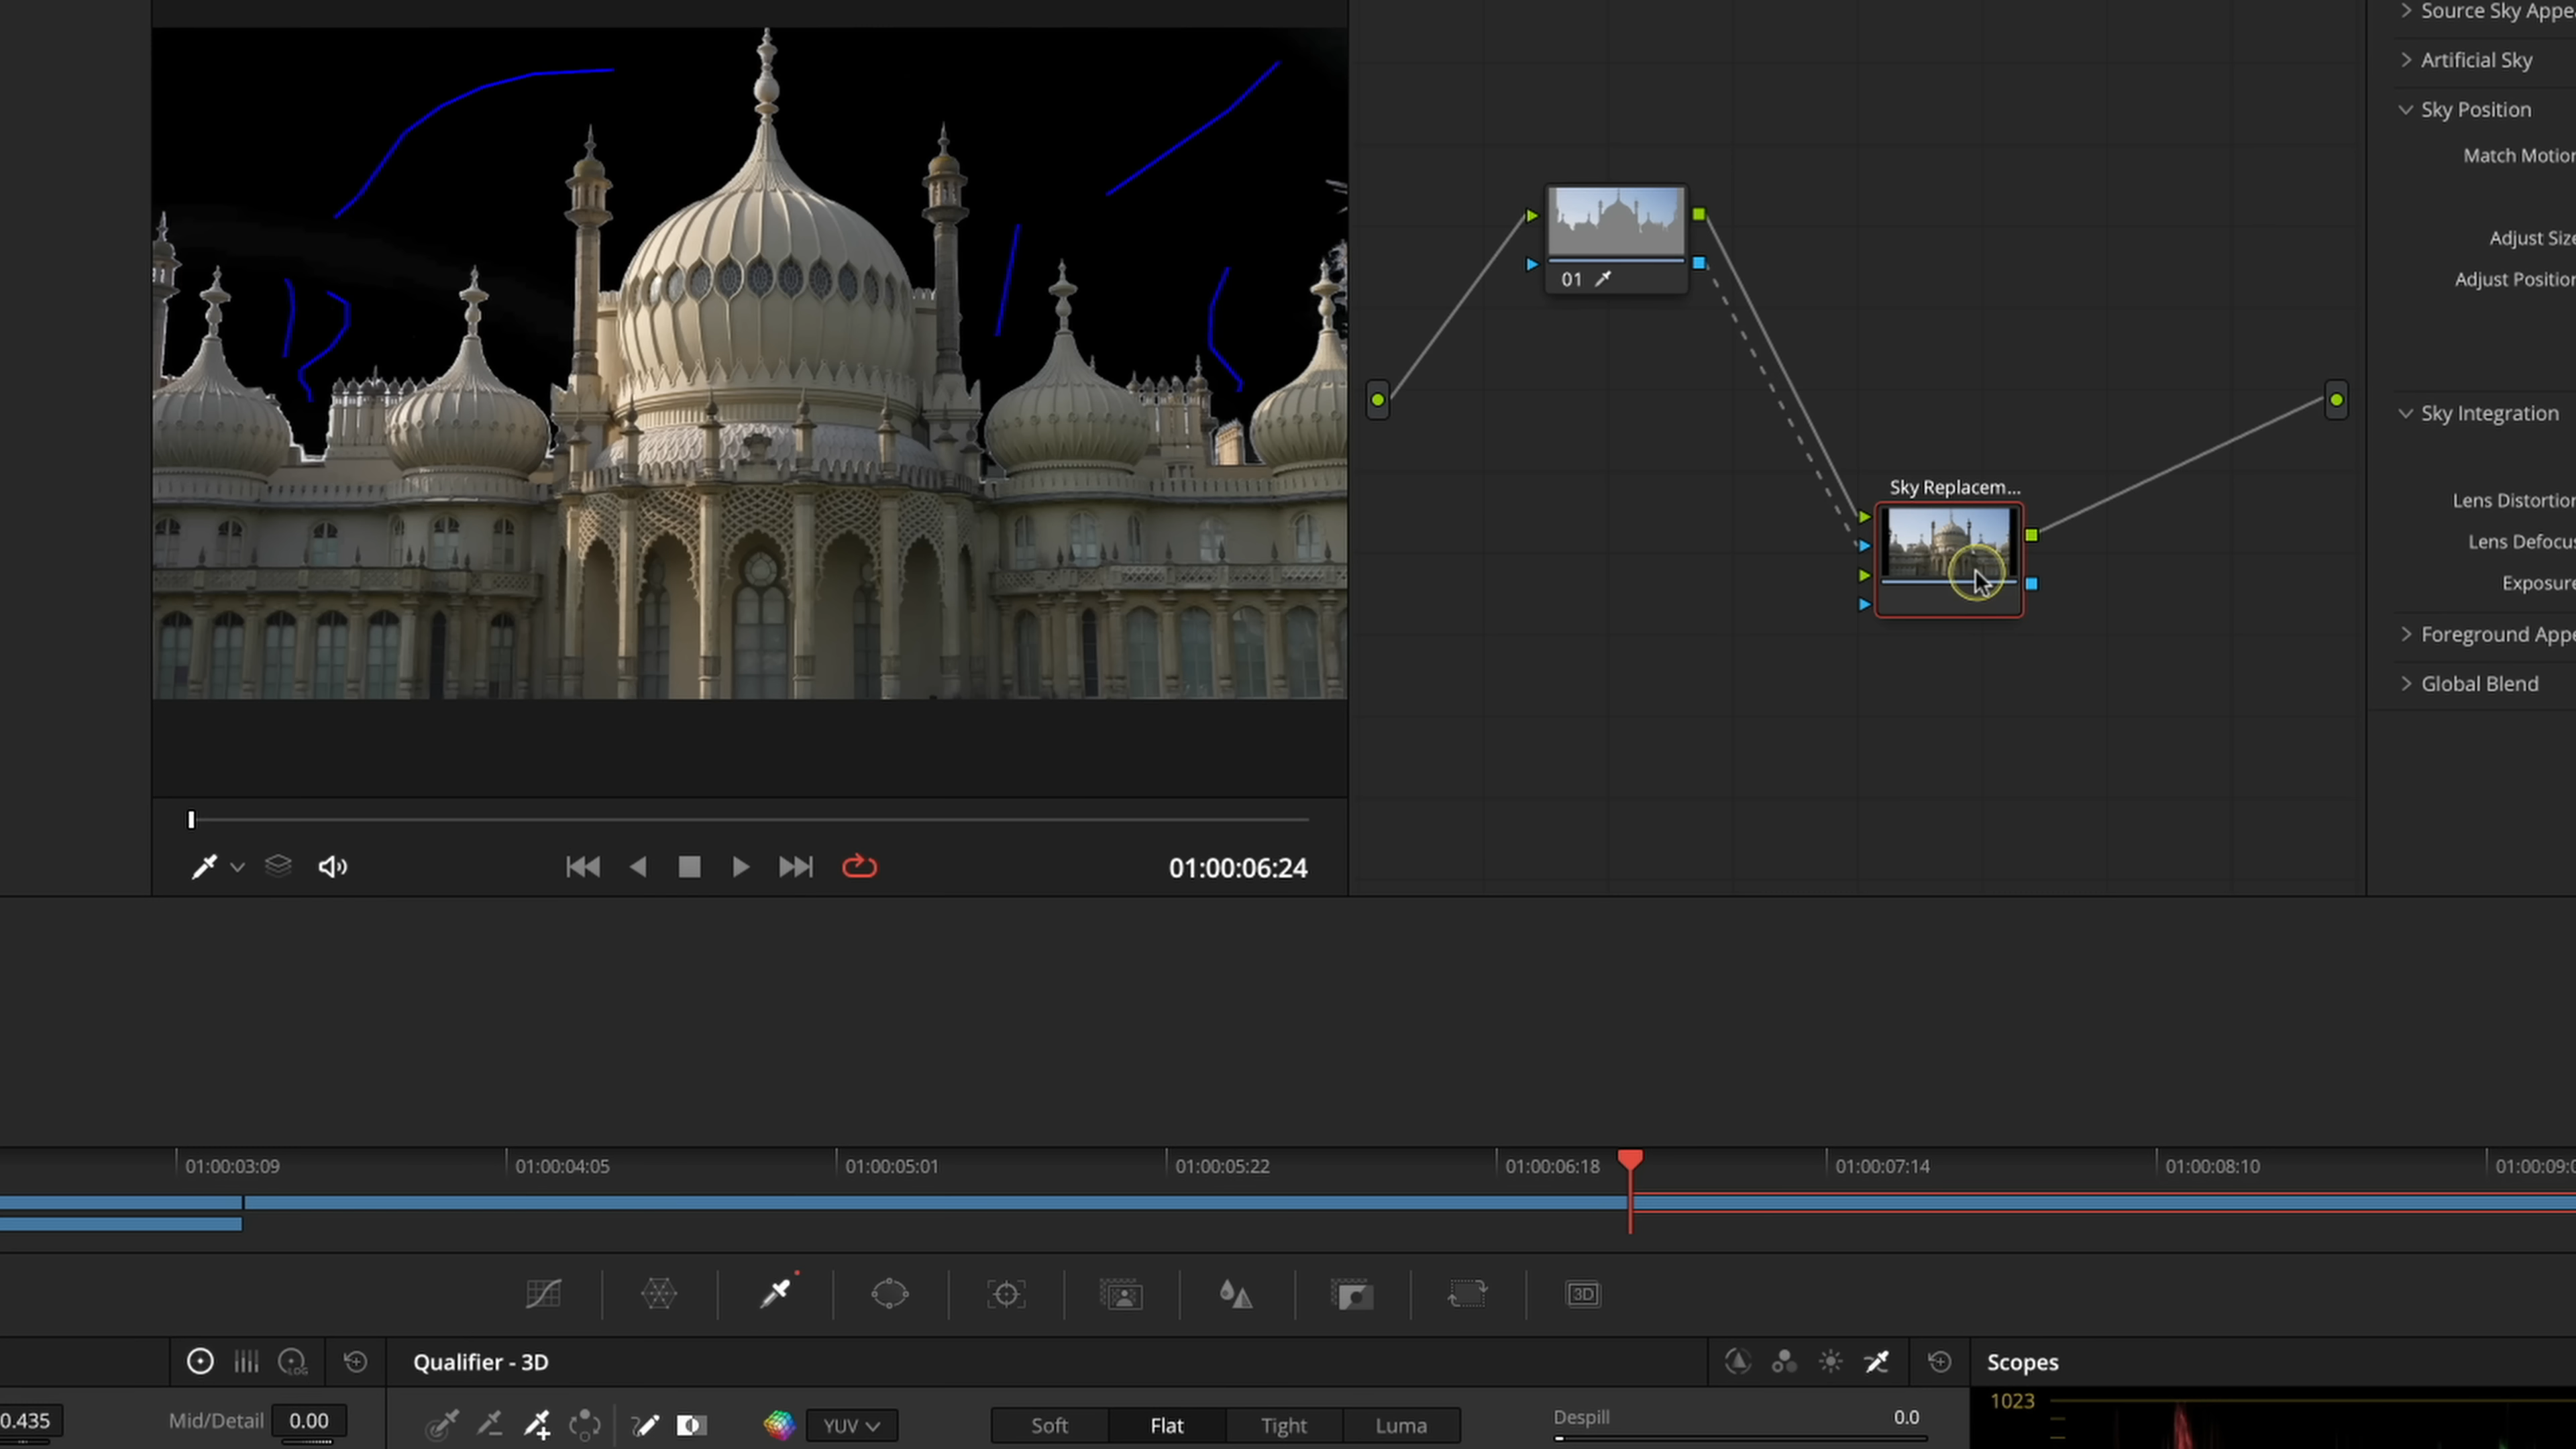 Source Sky Appe
Artificial Sky
Sky Position
Match Motion
Adjust Size
Adjust Position
01
Sky Integration
Sky Replacem...
Lens Distortion
Lens Defocus
Exposure
Foreground Appe
Global Blend
01:00:06:24
01:00:03:09 01:00:04:05 01:00:05:01 01:00:05:22 01:00:06:18 01:00:07:14 01:00:08:10 01:00:09:0
3D
LOG
Qualifier - 3D
Scopes
0.435 Mid/Detail 0.00
YUV Soft Flat Tight Luma
Despill 0.0
1023